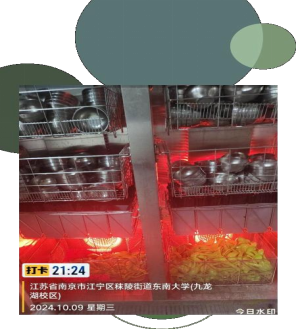 打卡 21:24
江苏省南京市江宁区秣陵街道东南大学(九龙
湖校区)
2024.10.09 星期三
今日水印